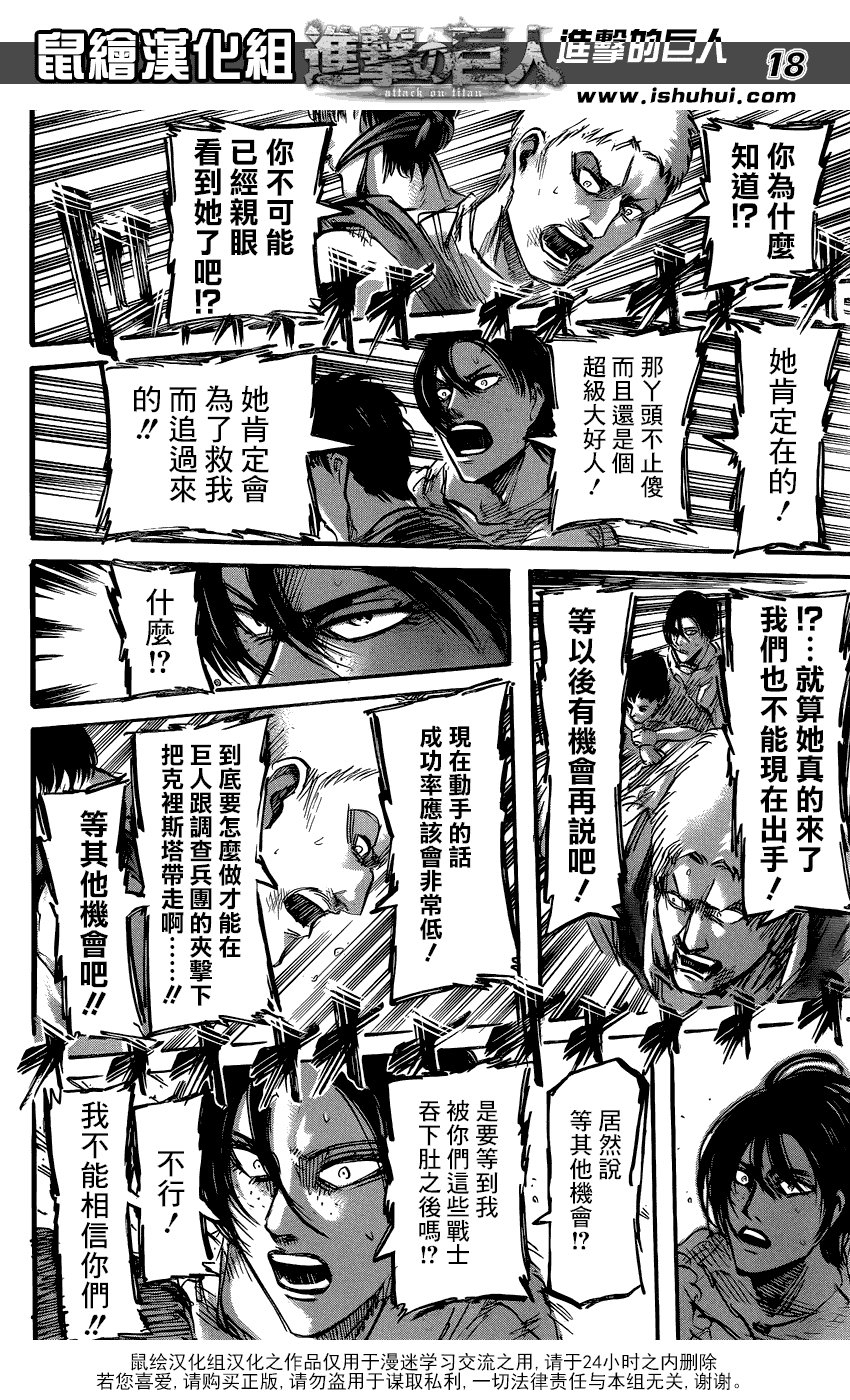 鼠繪漢化組
進撃の巨人
attack on titan
進擊的巨人
www.ishuhui.com
18
你為什麼
知道!?
你不可能
已經親眼
看到她了吧!?
她肯定在的！
那丫頭不止傻
而且還是個
超級大好人！
她肯定會
為了救我
而追過來
的!!
!?…就算她真的來了
我們也不能現在出手！
等以後有機會再說吧！
什麼!?
現在動手的話
成功率應該會非常低！
到底要怎麼做才能在
巨人跟調查兵團的夾擊下
把克裡斯塔帶走啊……!!
等其他機會吧!!
居然說
等其他機會!?
是要等到我
被你們這些戰士
吞下肚之後嗎!?
不行！
我不能相信你們!!
鼠绘汉化组汉化之作品仅用于漫迷学习交流之用, 请于24小时之内删除
若您喜爱, 请购买正版, 请勿盗用于谋取私利, 一切法律责任与本组无关, 谢谢。